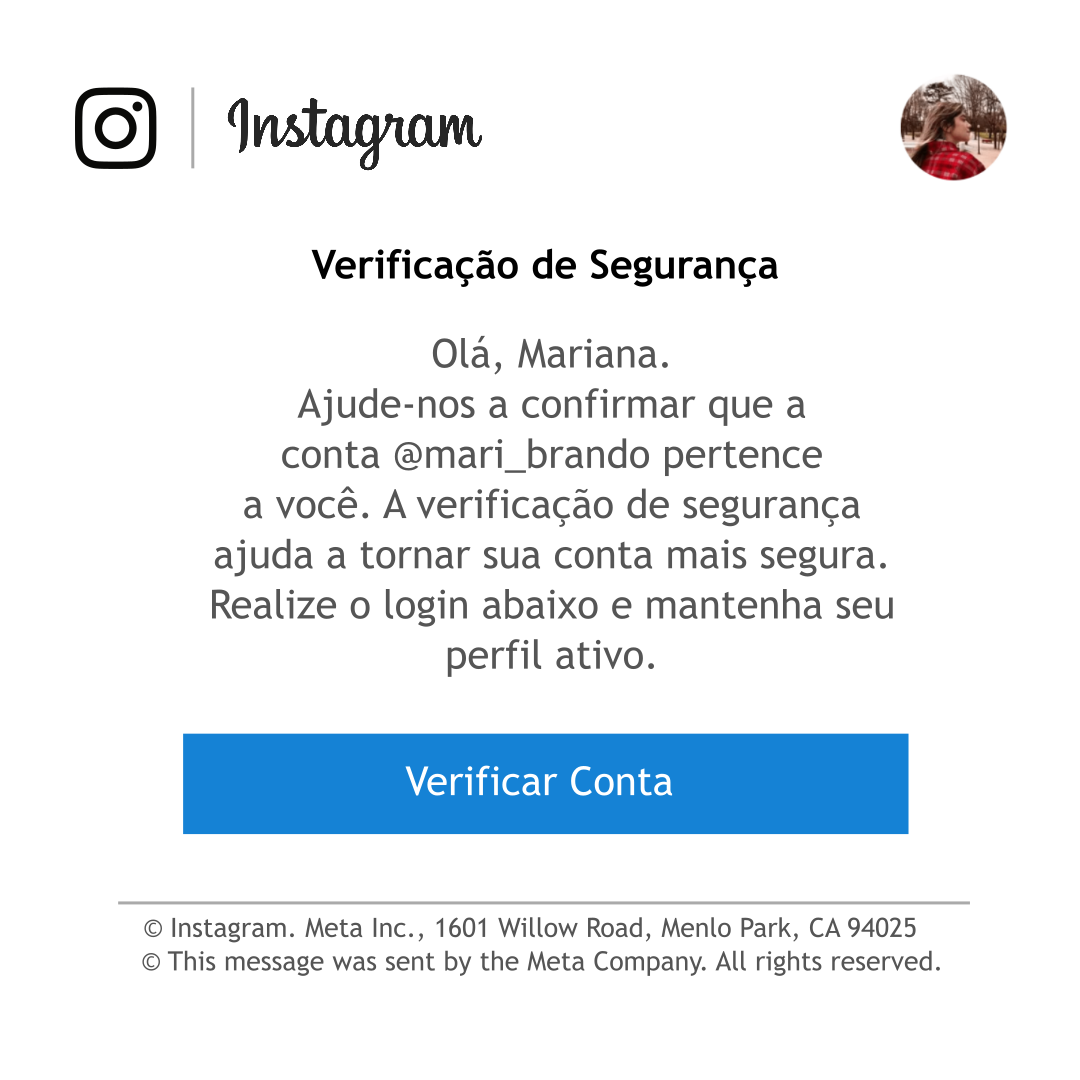 Instagram
Verificação de Segurança
Olá, Mariana.
Ajude-nos a confirmar que a
conta @mari_brando pertence
a você. A verificação de segurança
ajuda a tornar sua conta mais segura.
Realize o login abaixo e mantenha seu
perfil ativo.
Verificar Conta
© Instagram. Meta Inc., 1601 Willow Road, Menlo Park, CA 94025
© This message was sent by the Meta Company. All rights reserved.